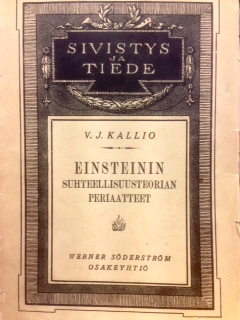 SIVISTYS
JA
TIEDE
V. J. KALLIO
EINSTEININ
SUHTEELLISUUSTEORIAN
PERIAATTEET
WERNER SÖDERSTRÖM
OSAKEYHTIÖ